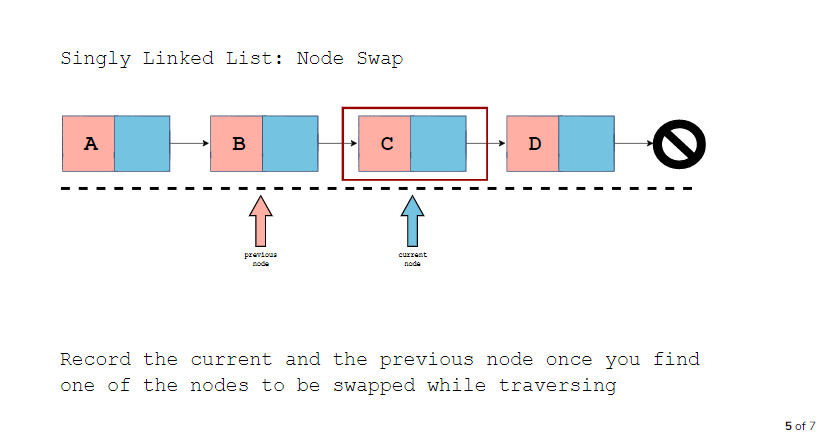 Singly Linked List: Node Swap
A B C D
previous
node
current
node
Record the current and the previous node once you find
one of the nodes to be swapped while traversing
5 of 7